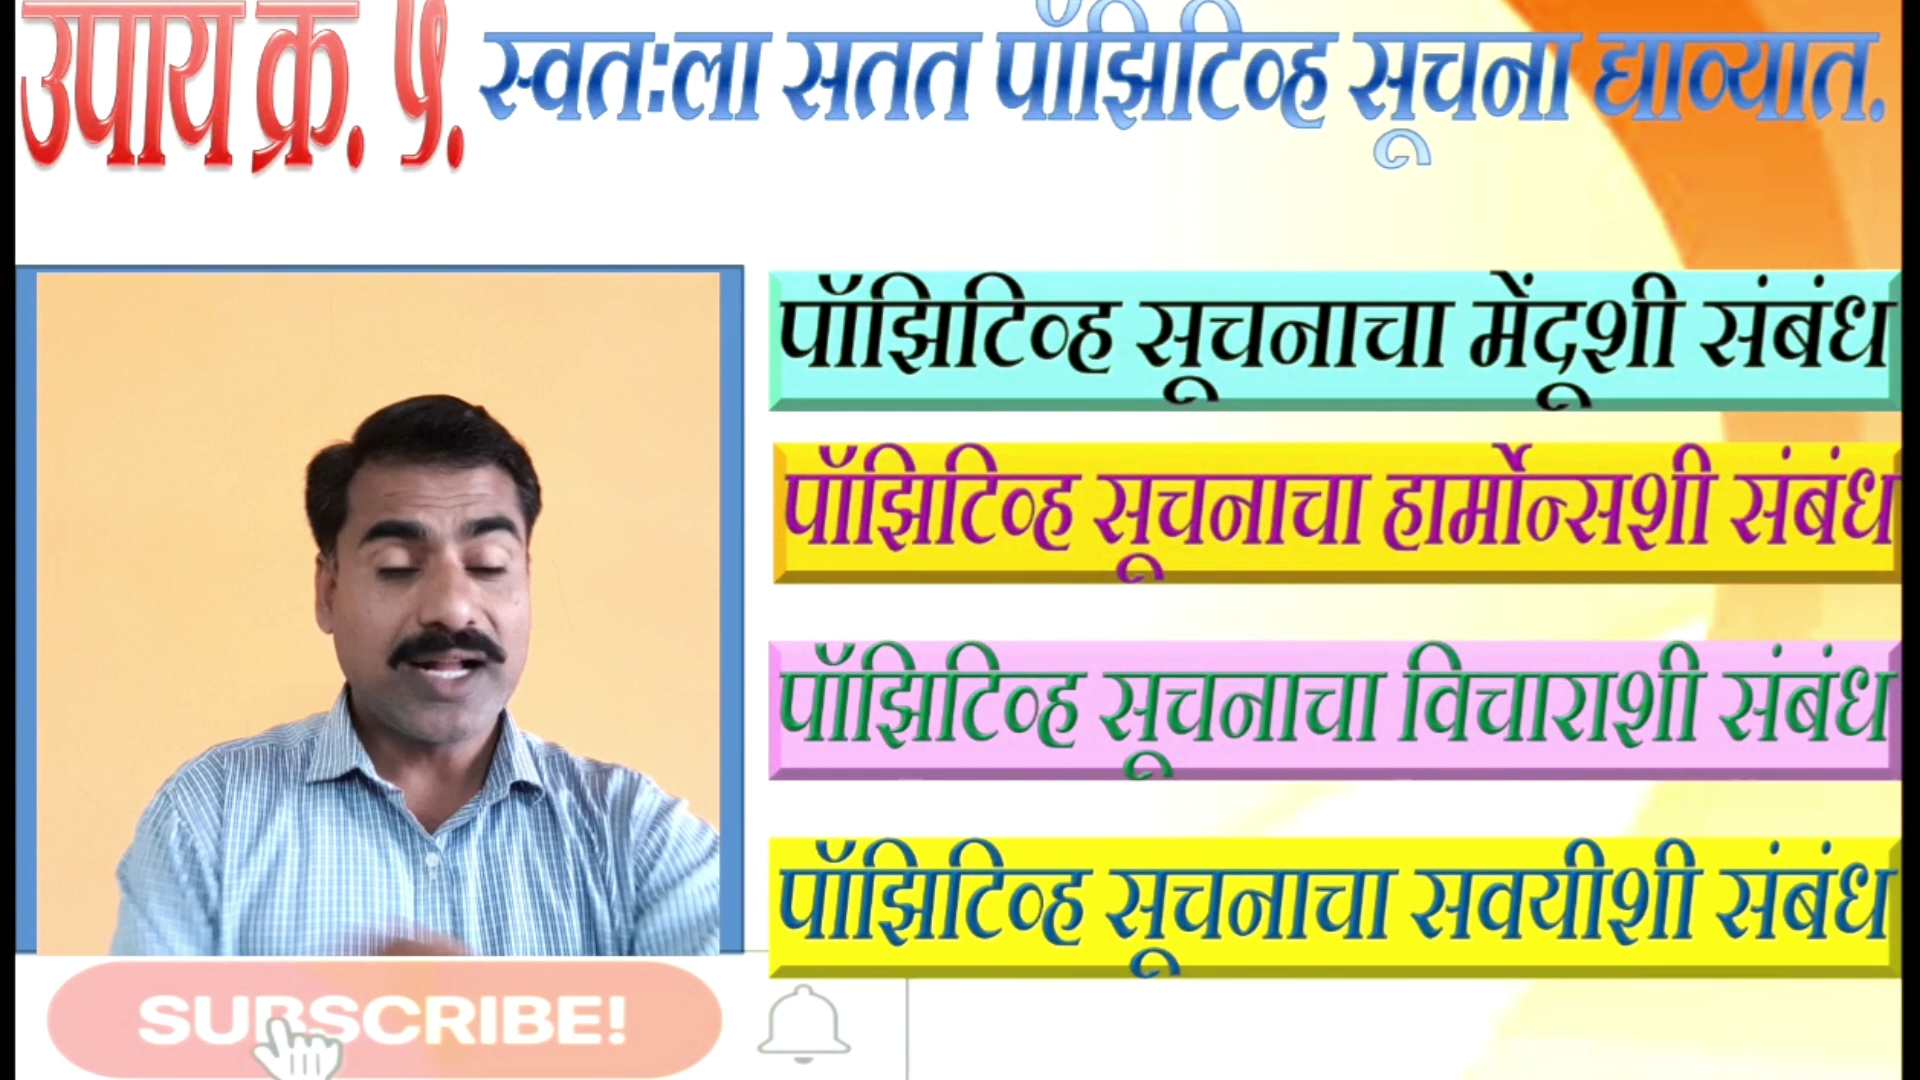 उपाय क्र. ५. स्वतःला सतत पॉझिटिव्ह सूचना द्याव्यात.
पॉझिटिव्ह सूचनाचा मेंदूशी संबंध
पॉझिटिव्ह सूचनाचा हार्मोन्सशी संबंध
पॉझिटिव्ह सूचनाचा विचाराशी संबंध
पॉझिटिव्ह सूचनाचा सवयीशी संबंध
SUBSCRIBE!